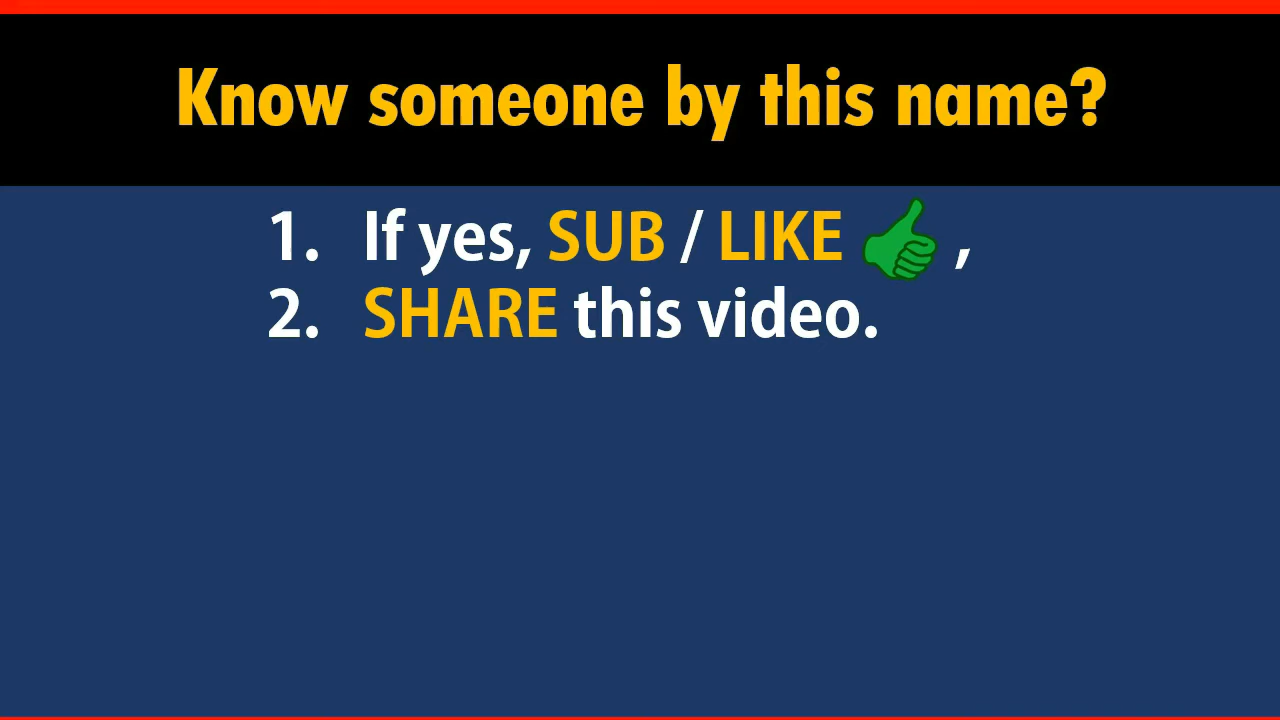 Know someone by this name?
1. If yes, SUB / LIKE ,
2. SHARE this video.